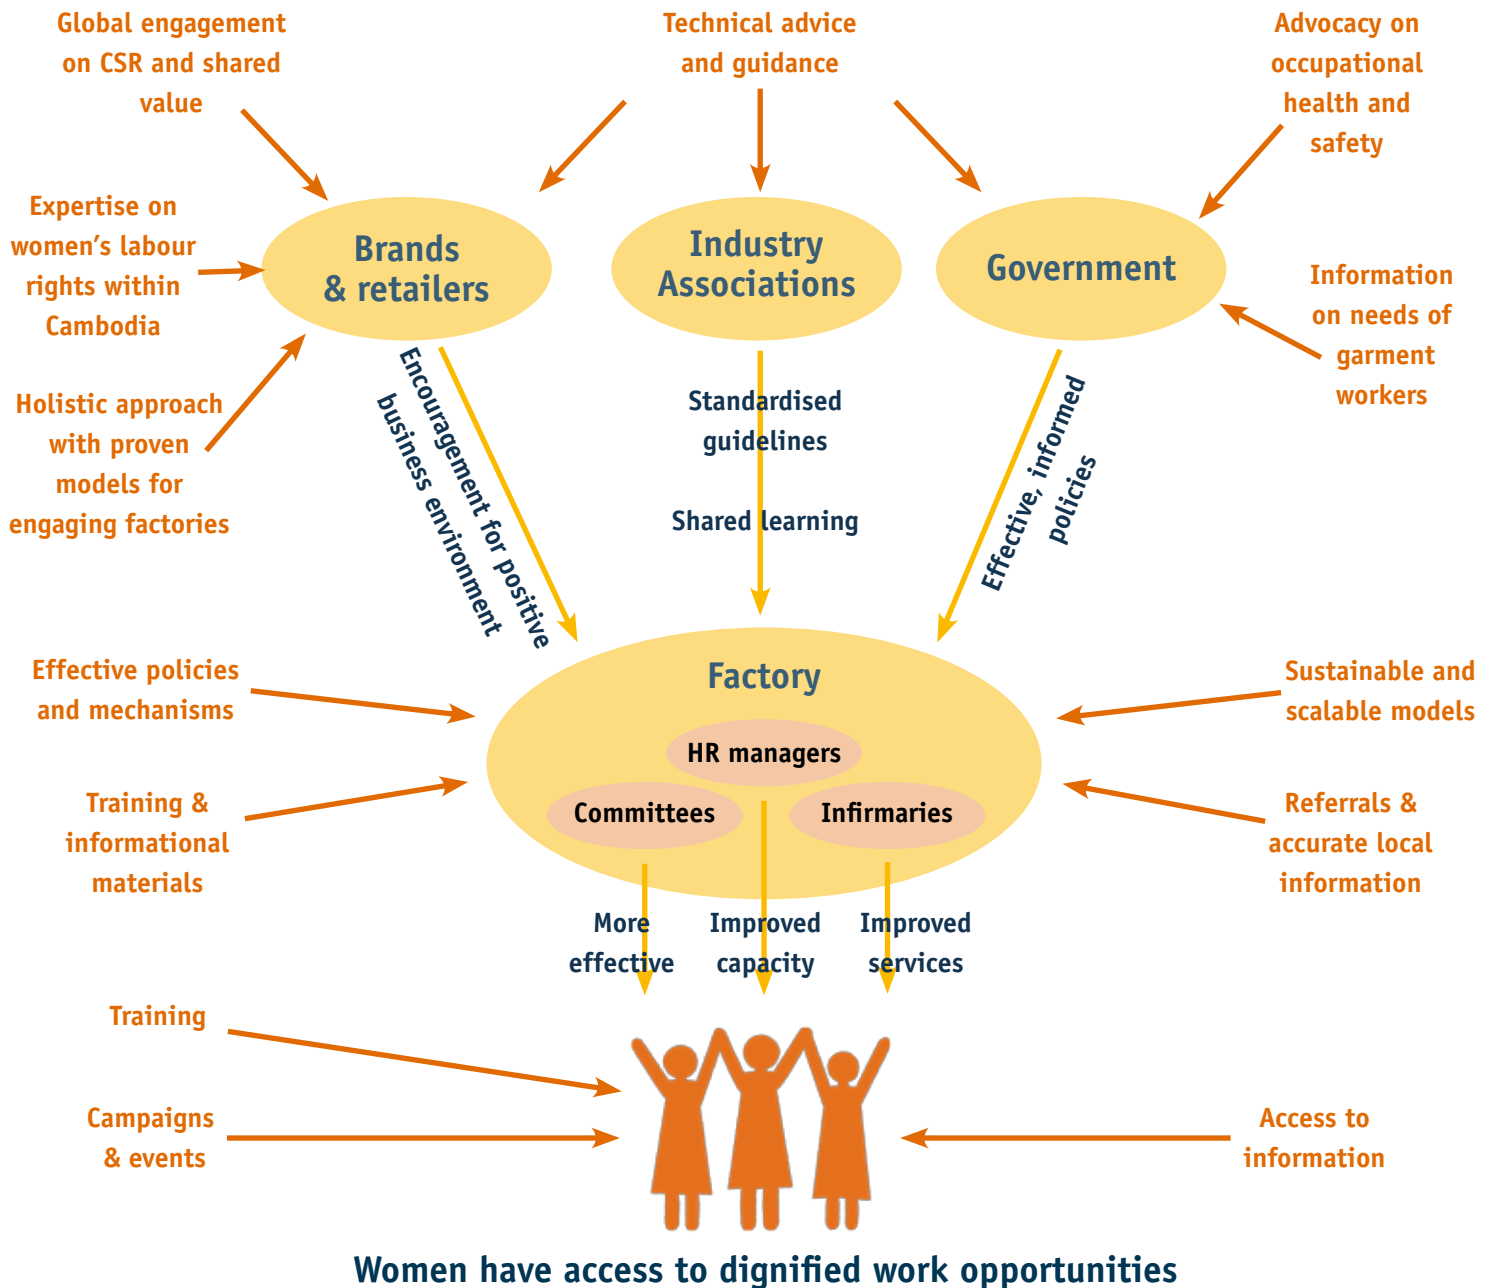 Global engagement
on CSR and shared
value
Technical advice
and guidance
Advocacy on
occupational
health and
safety
Expertise on
women's labour
rights within
Cambodia
Brands
& retailers
Industry
Associations
Government
Information
on needs of
garment
workers
Holistic approach
with proven
models for
engaging factories
Encouragement for positive
business environment
Standardised
guidelines
Shared learning
Effective, informed
policies
Effective policies
and mechanisms
Factory
Sustainable and
scalable models
HR managers
Committees
Infirmaries
Training &
informational
materials
Referrals &
accurate local
information
More
effective
Improved
capacity
Improved
services
Training
Campaigns
& events
Access to
information
Women have access to dignified work opportunities